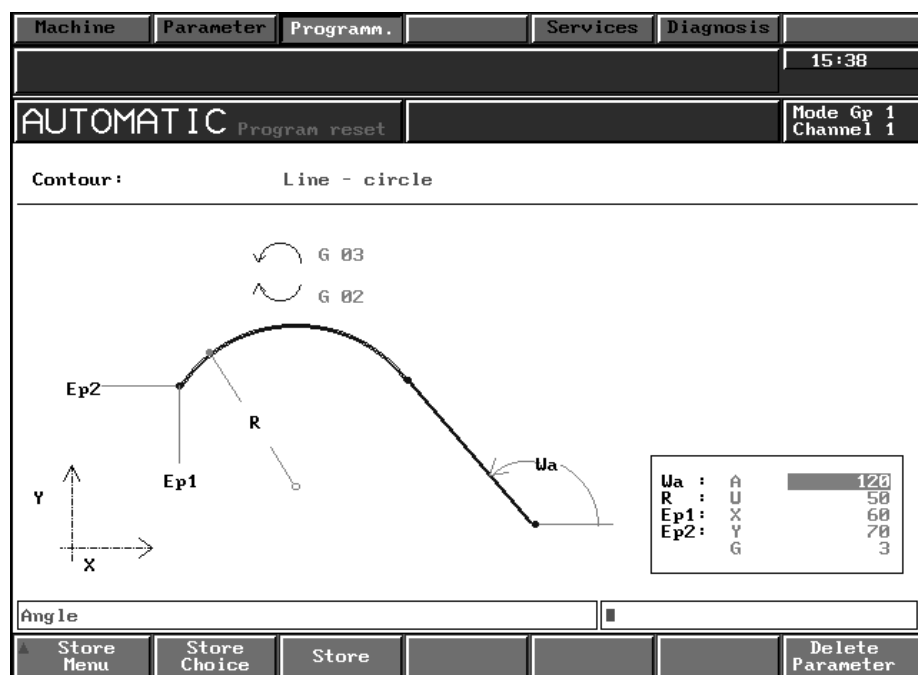 Machine Parameter Programm. Services Diagnosis
15:38
AUTOMATIC Program reset
Mode Gp 1
Channel 1
Contour: Line - circle
G 03
G 02
Ep2
R
Ep1
Wa
Y
X
Wa : A 120
R : U 50
Ep1: X 60
Ep2: Y 70
G 3
Angle
Store Menu
Store Choice
Store
Delete Parameter